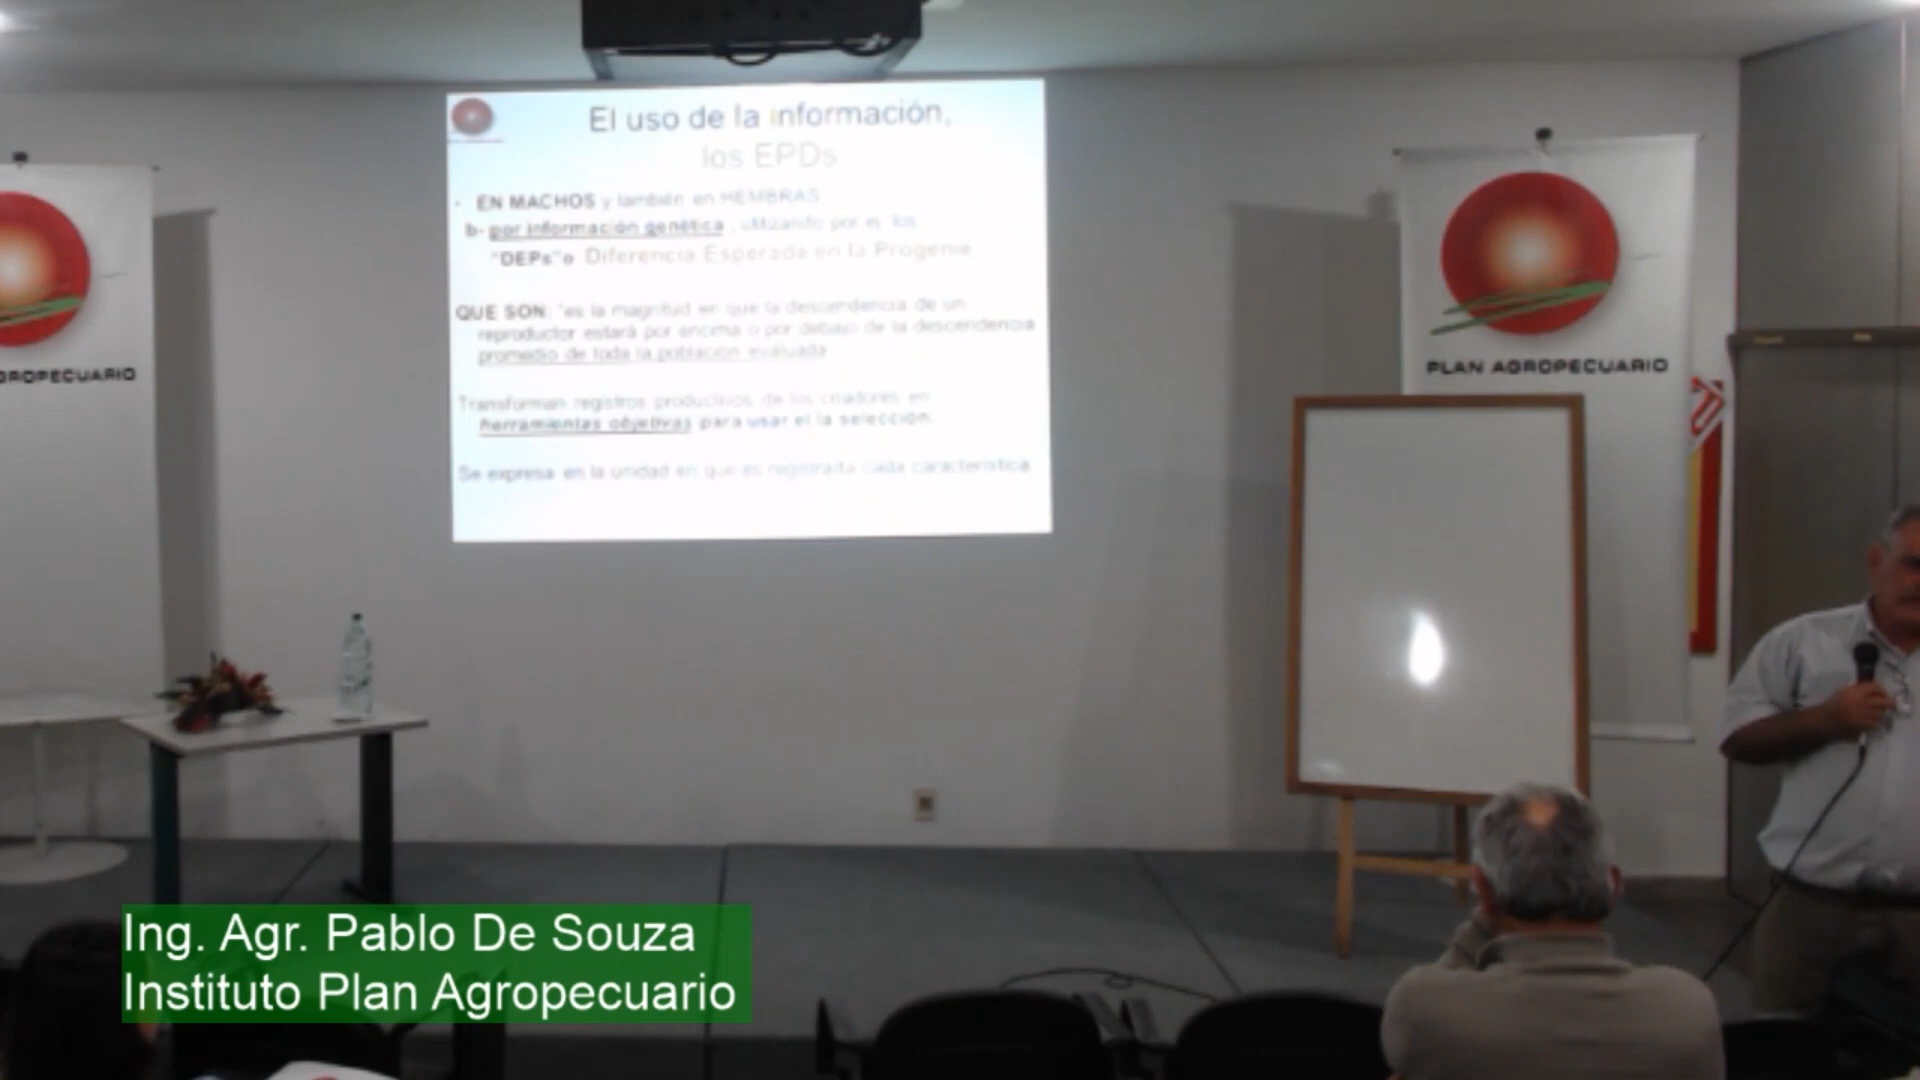 El uso de la información,
los EPDs
- EN MACHOS y también en HEMBRAS
b- por información genética , utilizando por ej. los
"DEPs"o Diferencia Esperada en la Progenie
QUE SON: "es la magnitud en que la descendencia de un
reproductor estará por encima o por debajo de la descendencia
promedio de toda la población evaluada
Transforman registros productivos de los criadores en
herramientas objetivas para usar el la selección
Se expresa en la unidad en que es registrada cada característica
OPECUARIO
PLAN AGROPECUARIO
Ing. Agr. Pablo De Souza
Instituto Plan Agropecuario